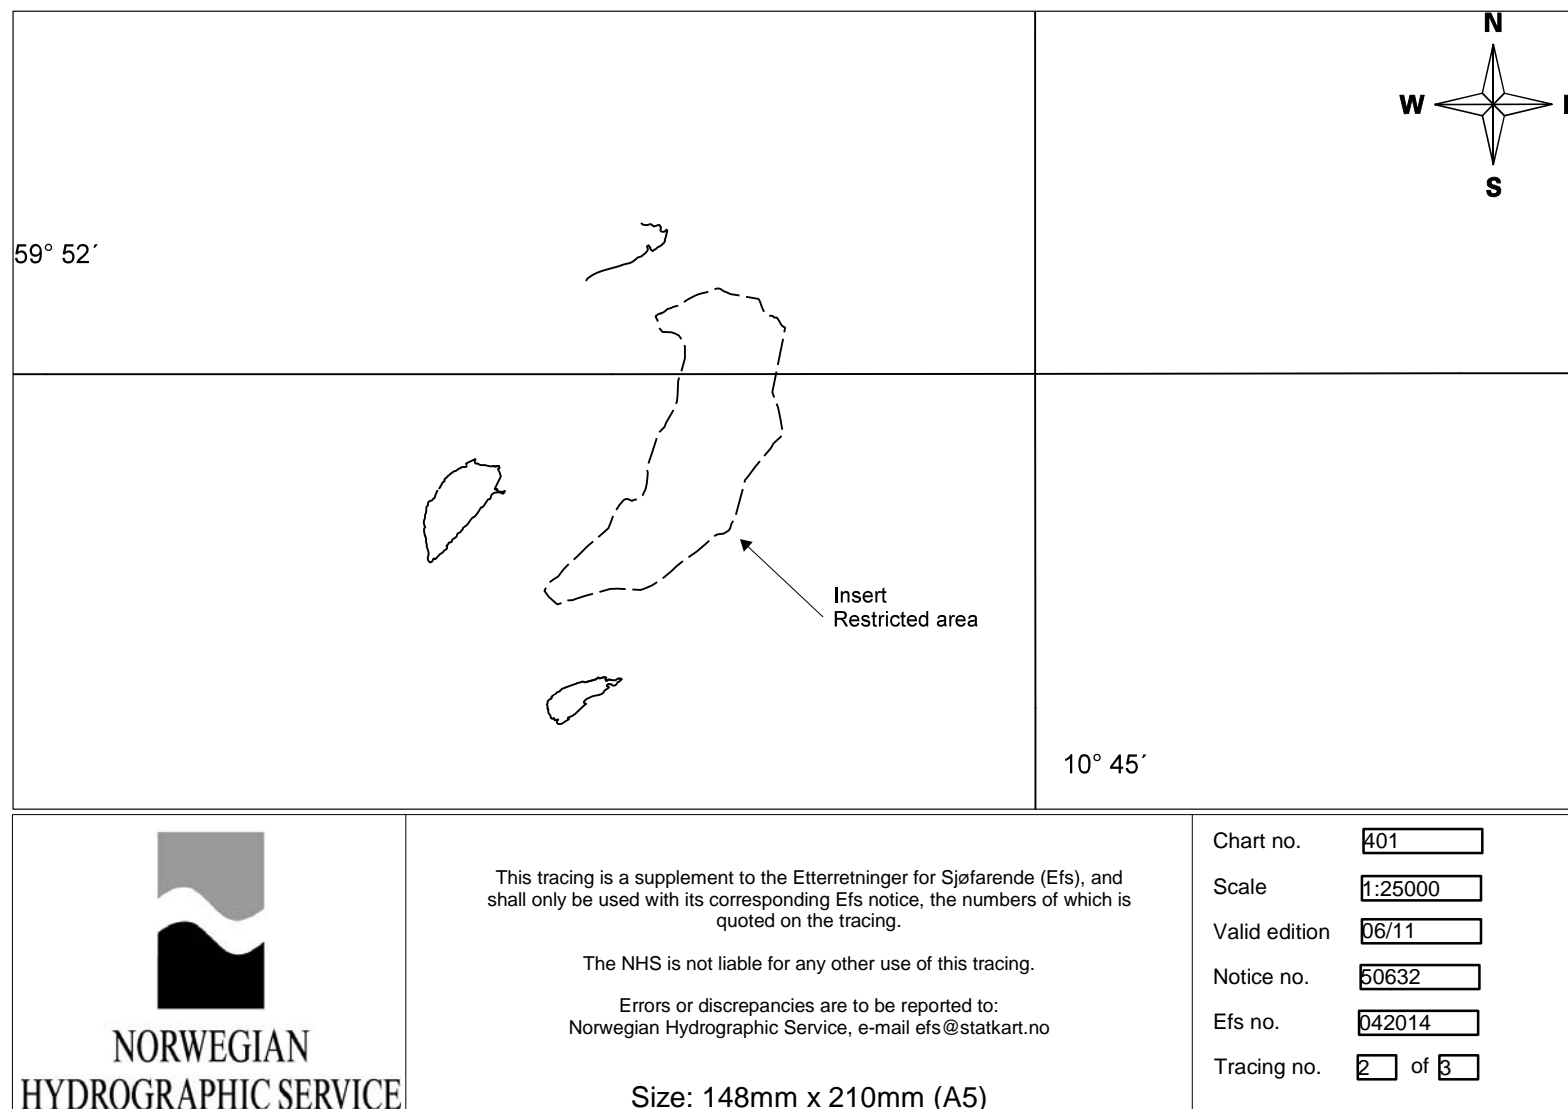 N
W
S
59° 52´
Insert
Restricted area
10° 45´
NORWEGIAN
HYDROGRAPHIC SERVICE
This tracing is a supplement to the Etterretninger for Sjøfarende (Efs), and
shall only be used with its corresponding Efs notice, the numbers of which is
quoted on the tracing.
The NHS is not liable for any other use of this tracing.
Errors or discrepancies are to be reported to:
Norwegian Hydrographic Service, e-mail efs@statkart.no
Size: 148mm x 210mm (A5)
Chart no. 401
Scale 1:25000
Valid edition 06/11
Notice no. 50632
Efs no. 042014
Tracing no. 2 of 3